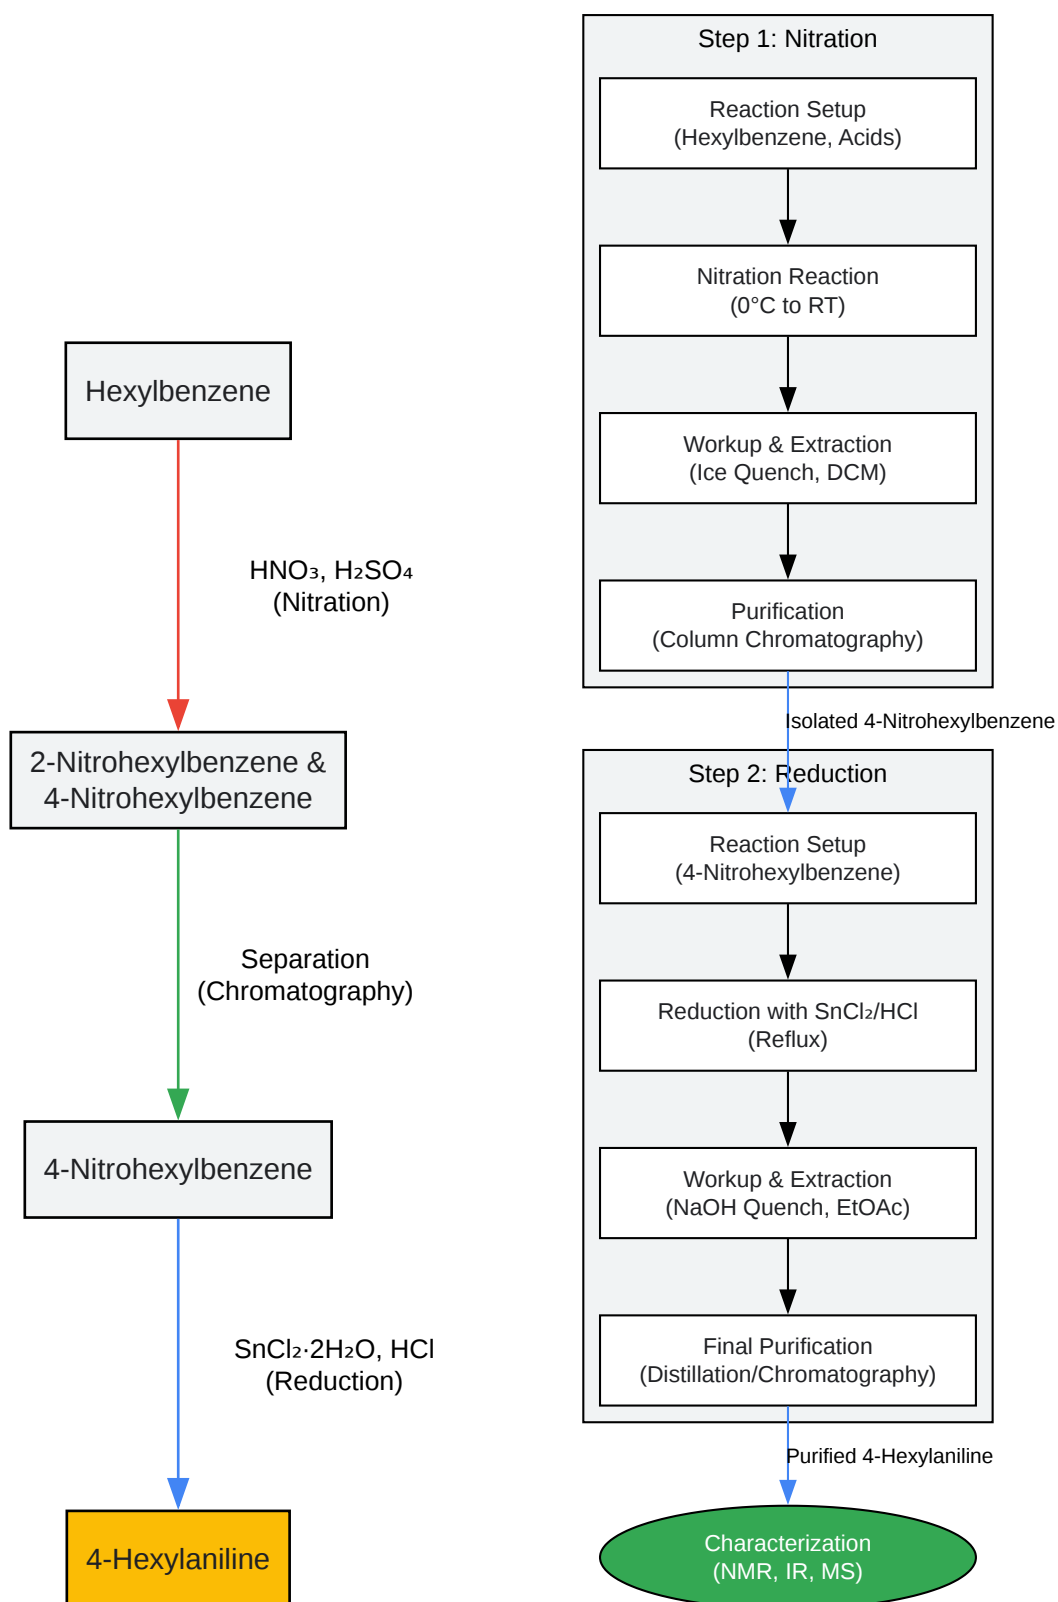 Hexylbenzene
HNO₃, H₂SO₄
(Nitration)
2-Nitrohexylbenzene &
4-Nitrohexylbenzene
Separation
(Chromatography)
4-Nitrohexylbenzene
SnCl₂·2H₂O, HCl
(Reduction)
4-Hexylaniline
Step 1: Nitration
Reaction Setup
(Hexylbenzene, Acids)
Nitration Reaction
(0°C to RT)
Workup & Extraction
(Ice Quench, DCM)
Purification
(Column Chromatography)
Isolated 4-Nitrohexylbenzene
Step 2: Reduction
Reaction Setup
(4-Nitrohexylbenzene)
Reduction with SnCl₂/HCl
(Reflux)
Workup & Extraction
(NaOH Quench, EtOAc)
Final Purification
(Distillation/Chromatography)
Purified 4-Hexylaniline
Characterization
(NMR, IR, MS)